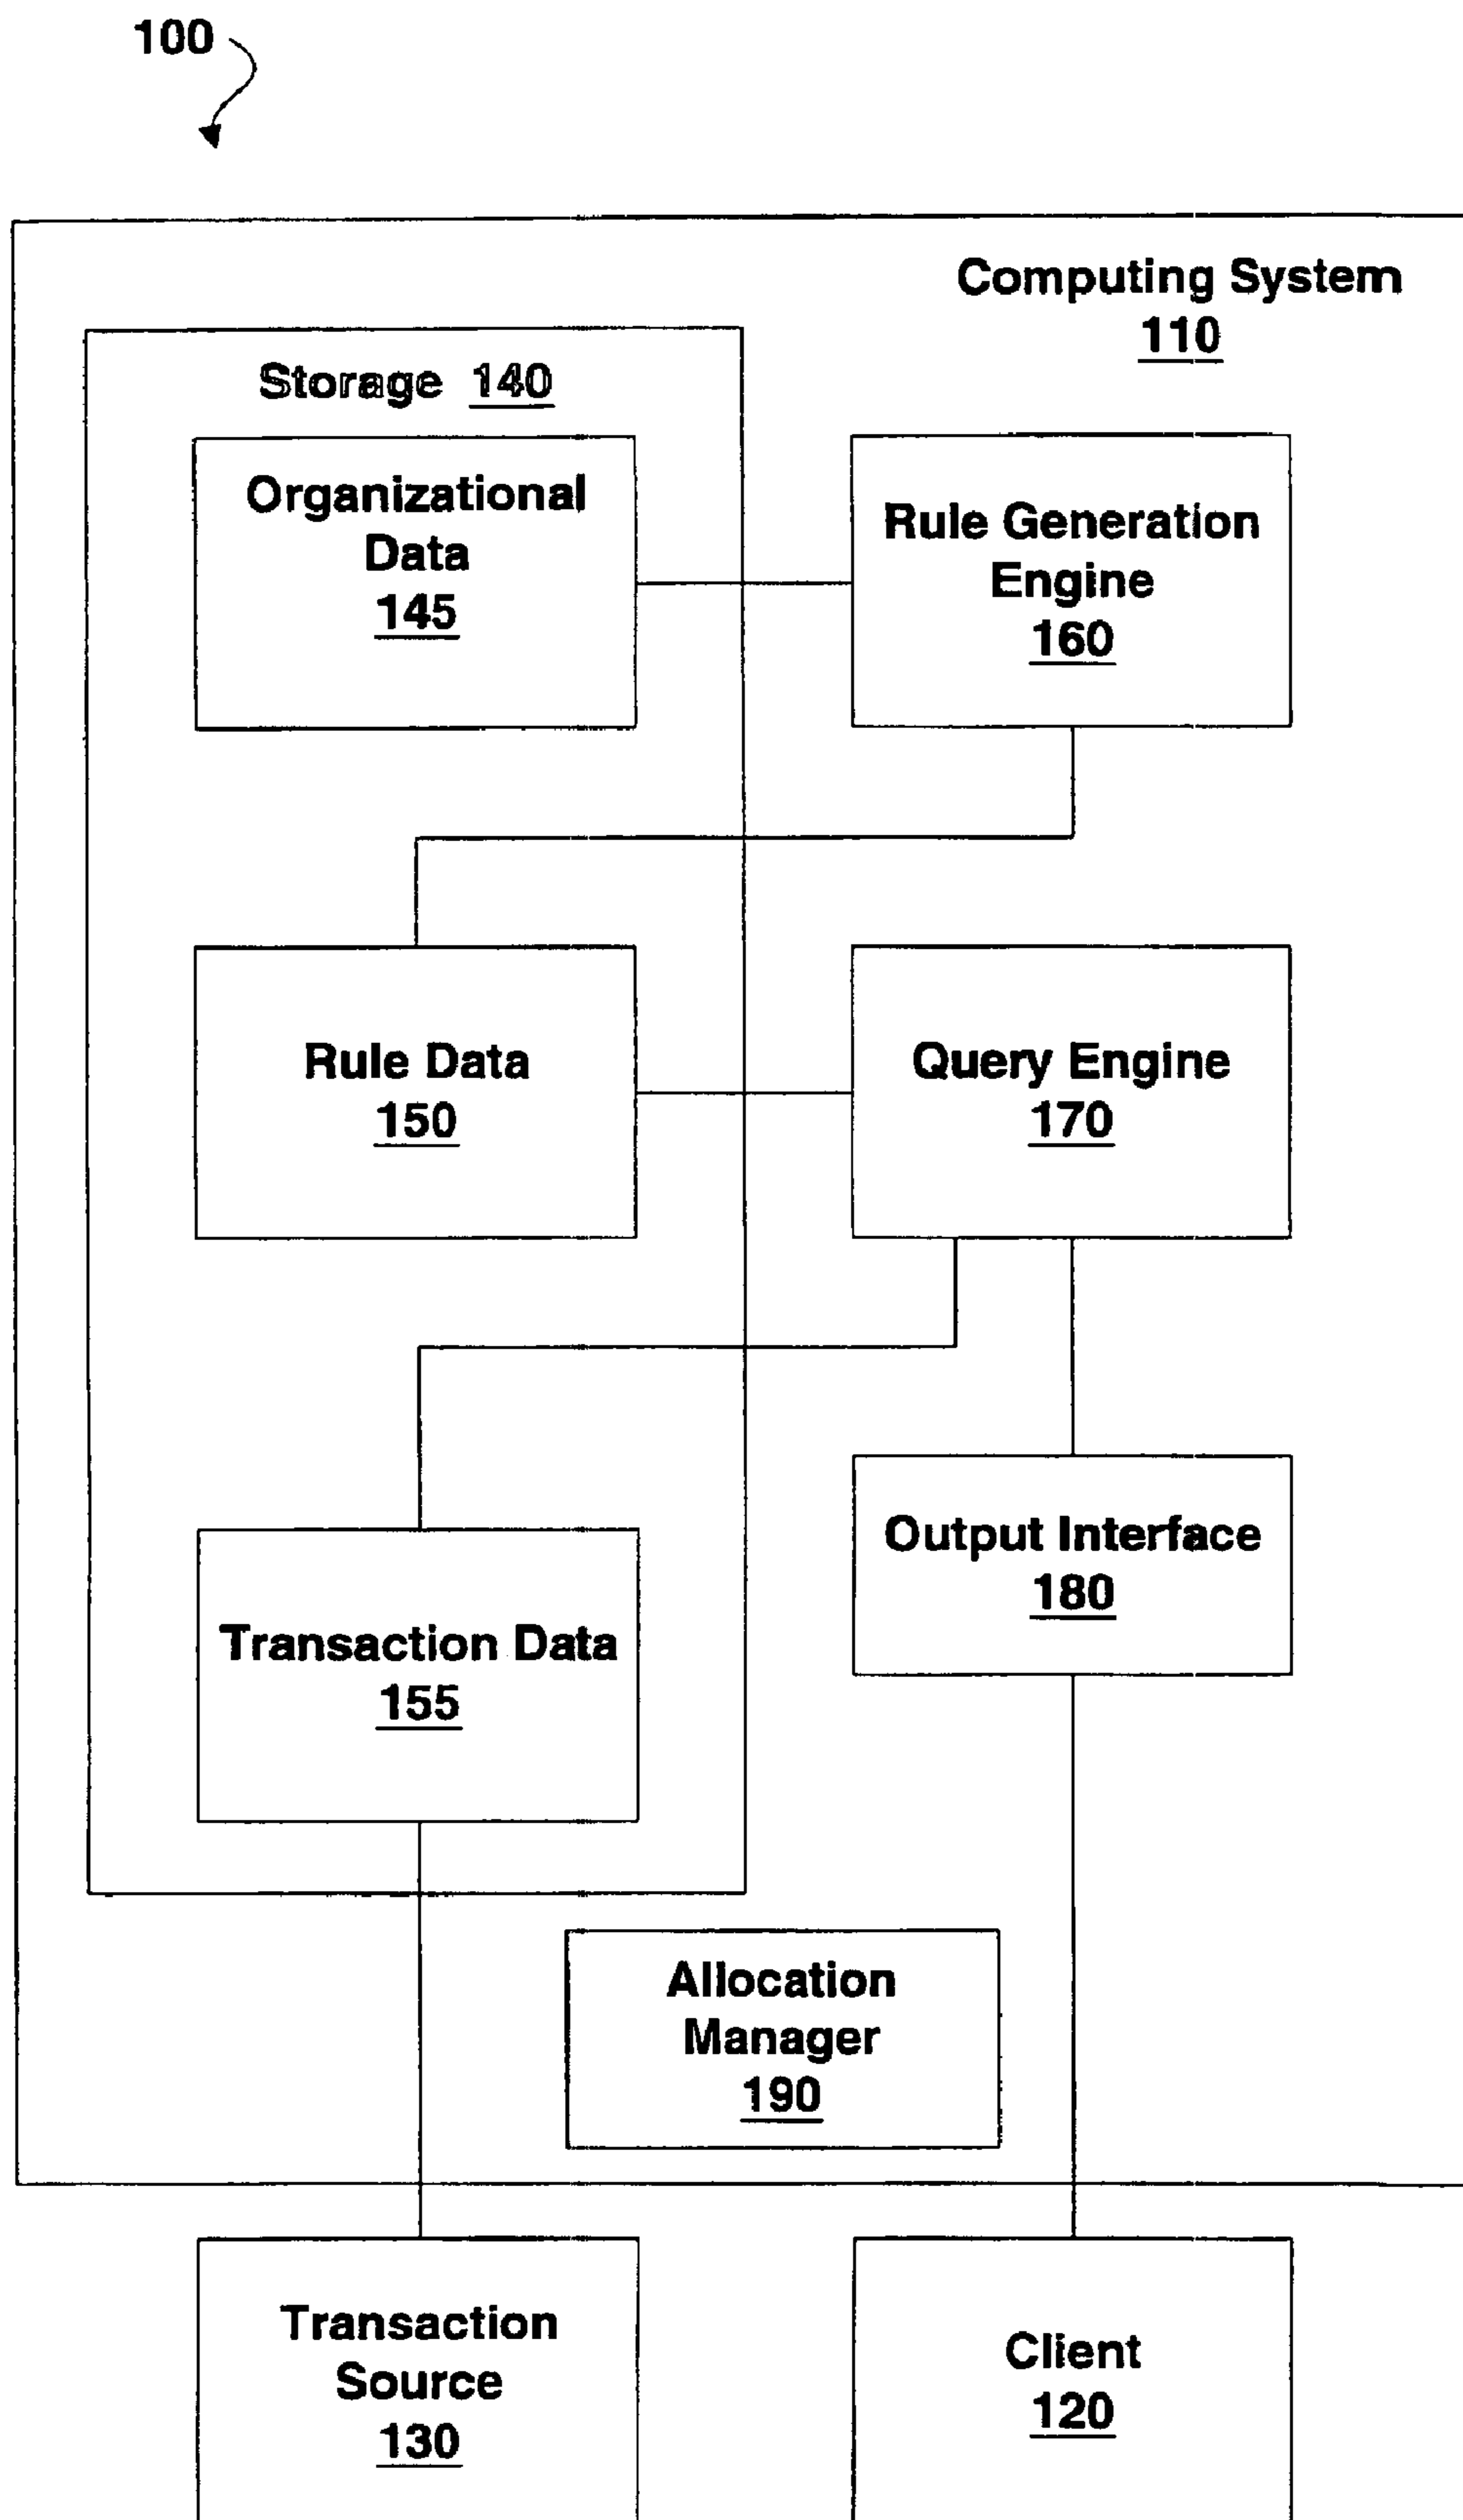 100
Computing System
110
Storage 140
Organizational
Data
145
Rule Generation
Engine
160
Rule Data
150
Query Engine
170
Output Interface
180
Transaction Data
155
Allocation
Manager
190
Transaction
Source
130
Client
120